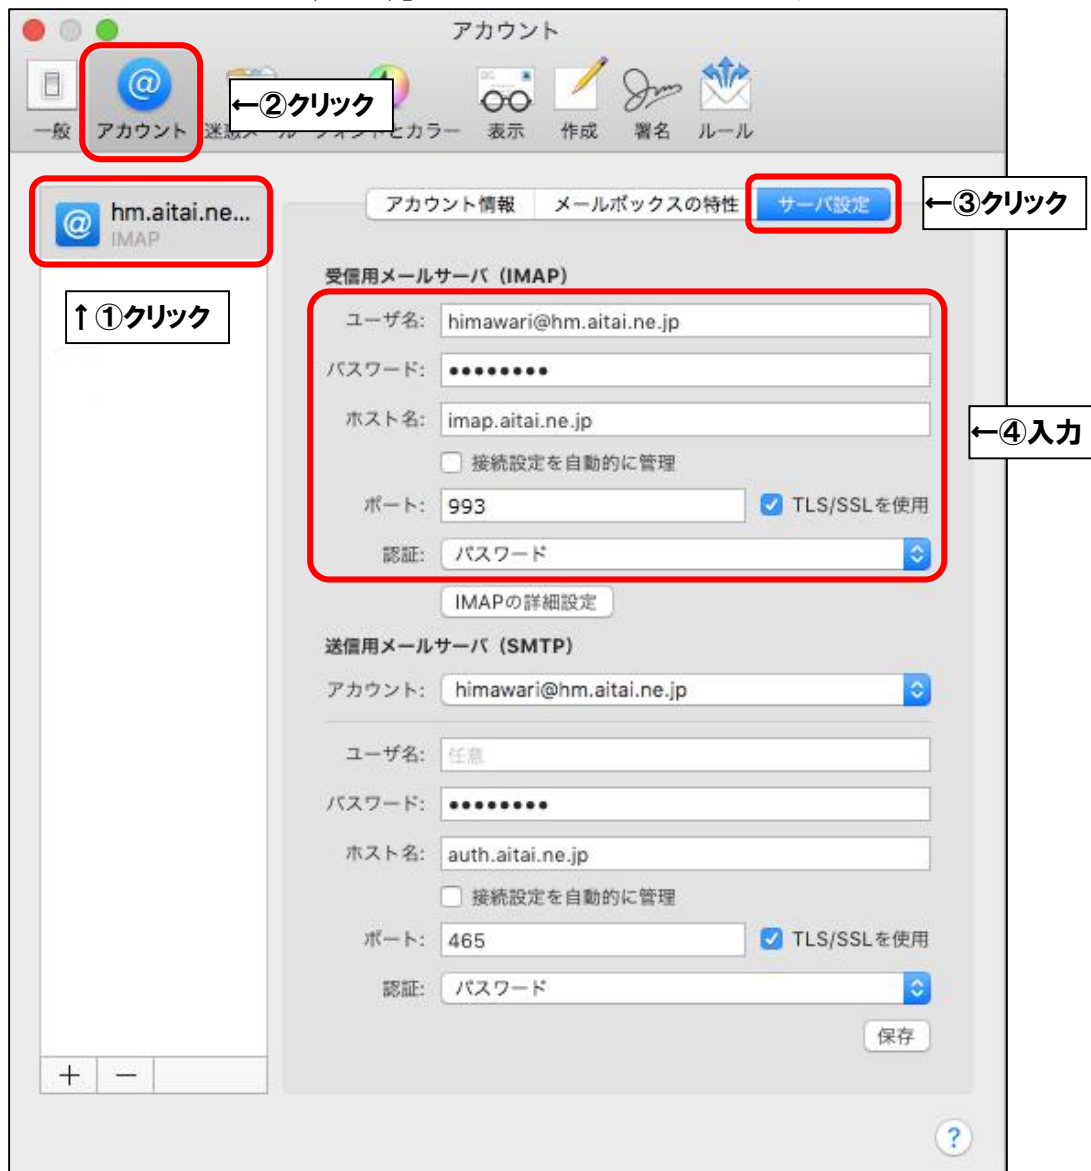 アカウント
←②クリック
一般 アカウント 表示 作成 署名 ルール
hm.aitai.ne...
IMAP
アカウント情報 メールボックスの特性 サーバ設定
←③クリック
↑①クリック
受信用メールサーバ（IMAP）
ユーザ名: himawari@hm.aitai.ne.jp
パスワード: ●●●●●●●●
ホスト名: imap.aitai.ne.jp
←④入力
接続設定を自動的に管理
ポート: 993 TLS/SSLを使用
認証: パスワード
IMAPの詳細設定
送信用メールサーバ（SMTP）
アカウント: himawari@hm.aitai.ne.jp
ユーザ名: 任意
パスワード: ●●●●●●●●
ホスト名: auth.aitai.ne.jp
接続設定を自動的に管理
ポート: 465 TLS/SSLを使用
認証: パスワード
保存
+ −
?